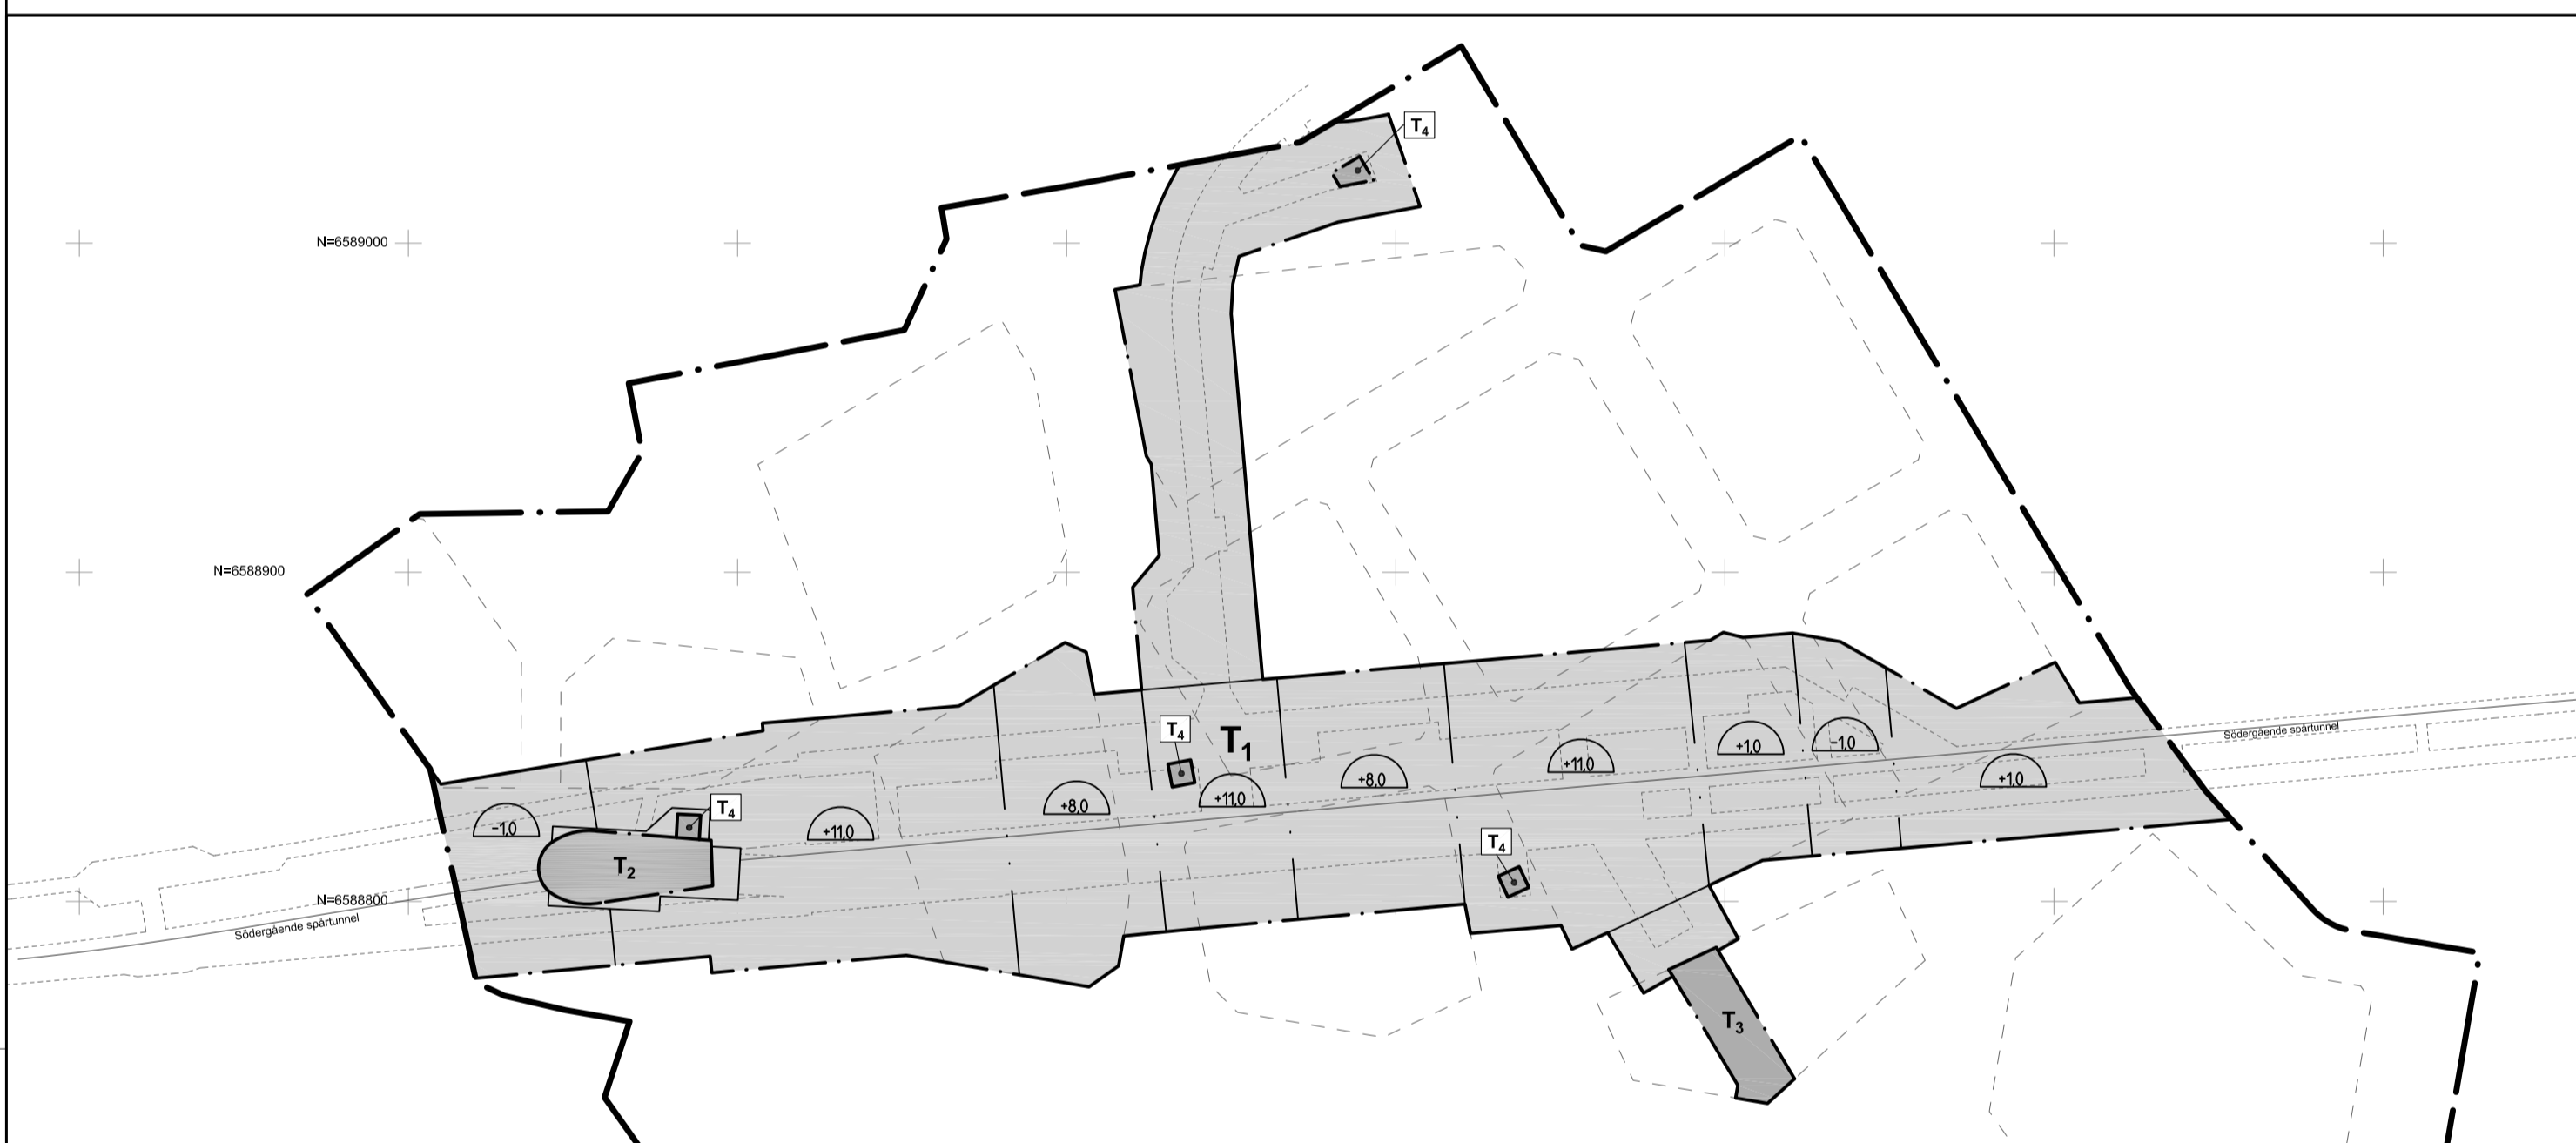 T₄
N=6589000
N=6588900
T₄
T₁
Södergående spårtunnel
+1.0
-1.0
+11.0
+8.0
+1.0
+11.0
+8.0
T₄
-1.0
+11.0
T₄
T₂
N=6588800
Södergående spårtunnel
T₃